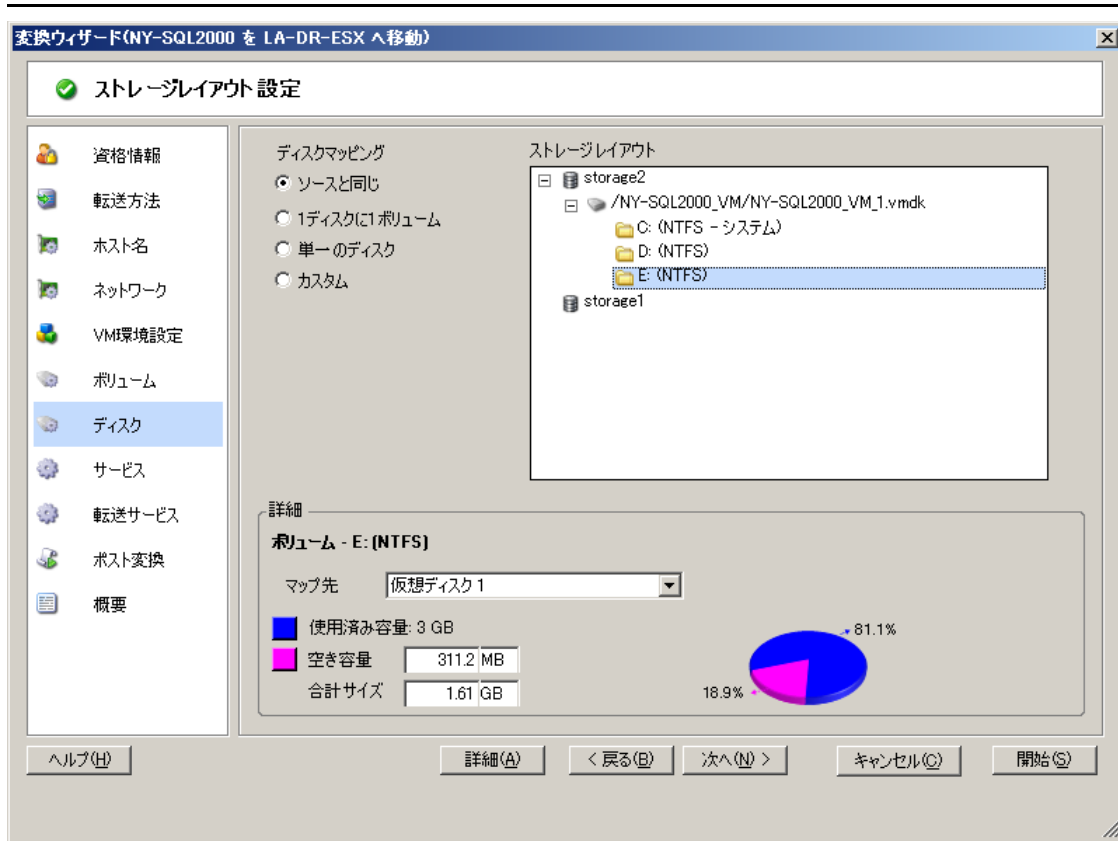 変換ウィザード(NY-SQL2000 を LA-DR-ESX へ移動)
ストレージレイアウト設定
資格情報
転送方法
ホスト名
ネットワーク
VM環境設定
ボリューム
ディスク
サービス
転送サービス
ポスト変換
概要
ディスクマッピング
ソースと同じ
1ディスクに1ボリューム
単一のディスク
カスタム
ストレージレイアウト
storage2
/NY-SQL2000_VM/NY-SQL2000_VM_1.vmdk
C: (NTFS - システム)
D: (NTFS)
E: (NTFS)
storage1
詳細
ボリューム - E: (NTFS)
マップ先 仮想ディスク 1
使用済み容量: 3 GB
空き容量 311.2 MB
合計サイズ 1.61 GB
81.1%
18.9%
ヘルプ(H) 詳細(A) < 戻る(B) 次へ(N) > キャンセル(C) 開始(S)